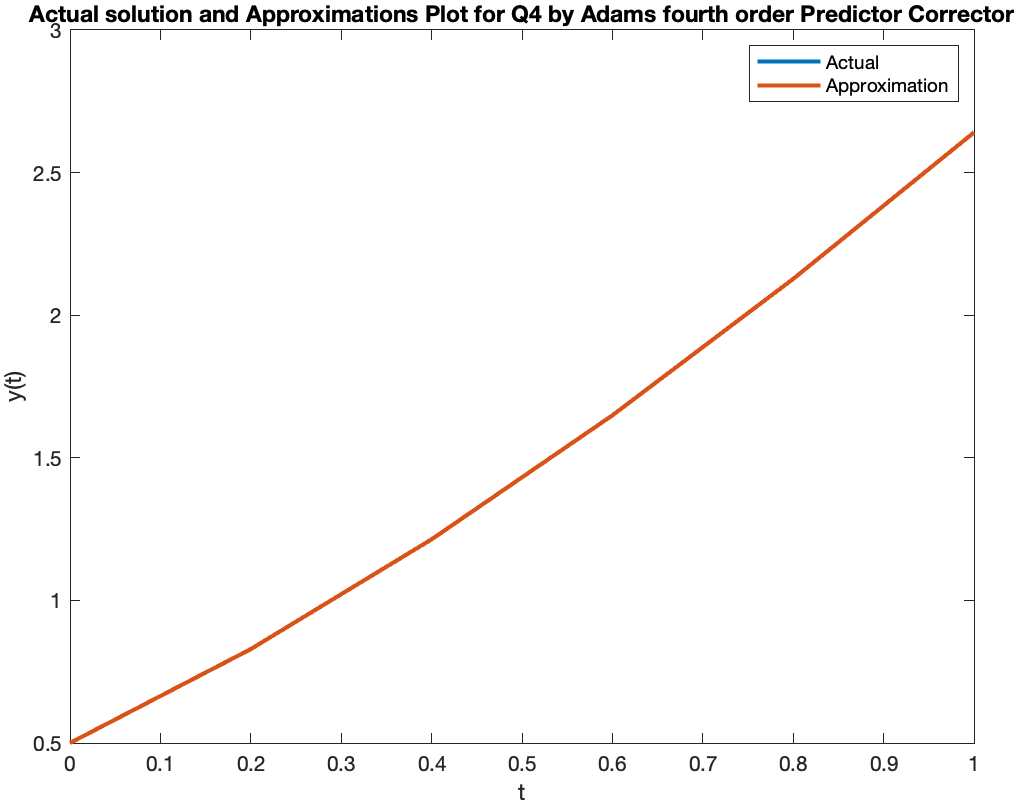 Actual solution and Approximations Plot for Q4 by Adams fourth order Predictor Corrector
3
Actual
Approximation
2.5
2
y(t)
1.5
1
0.5
0 0.1 0.2 0.3 0.4 0.5 0.6 0.7 0.8 0.9 1
t